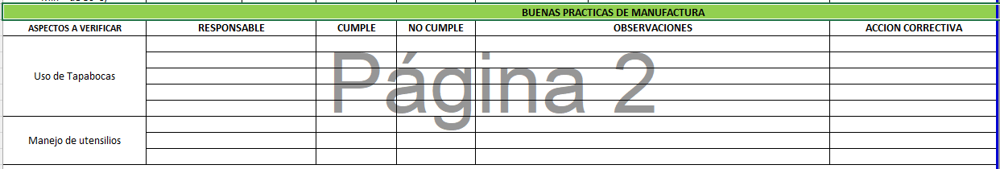 BUENAS PRACTICAS DE MANUFACTURA
ASPECTOS A VERIFICAR RESPONSABLE CUMPLE NO CUMPLE OBSERVACIONES ACCION CORRECTIVA
Uso de Tapabocas
Página 2
Manejo de utensilios